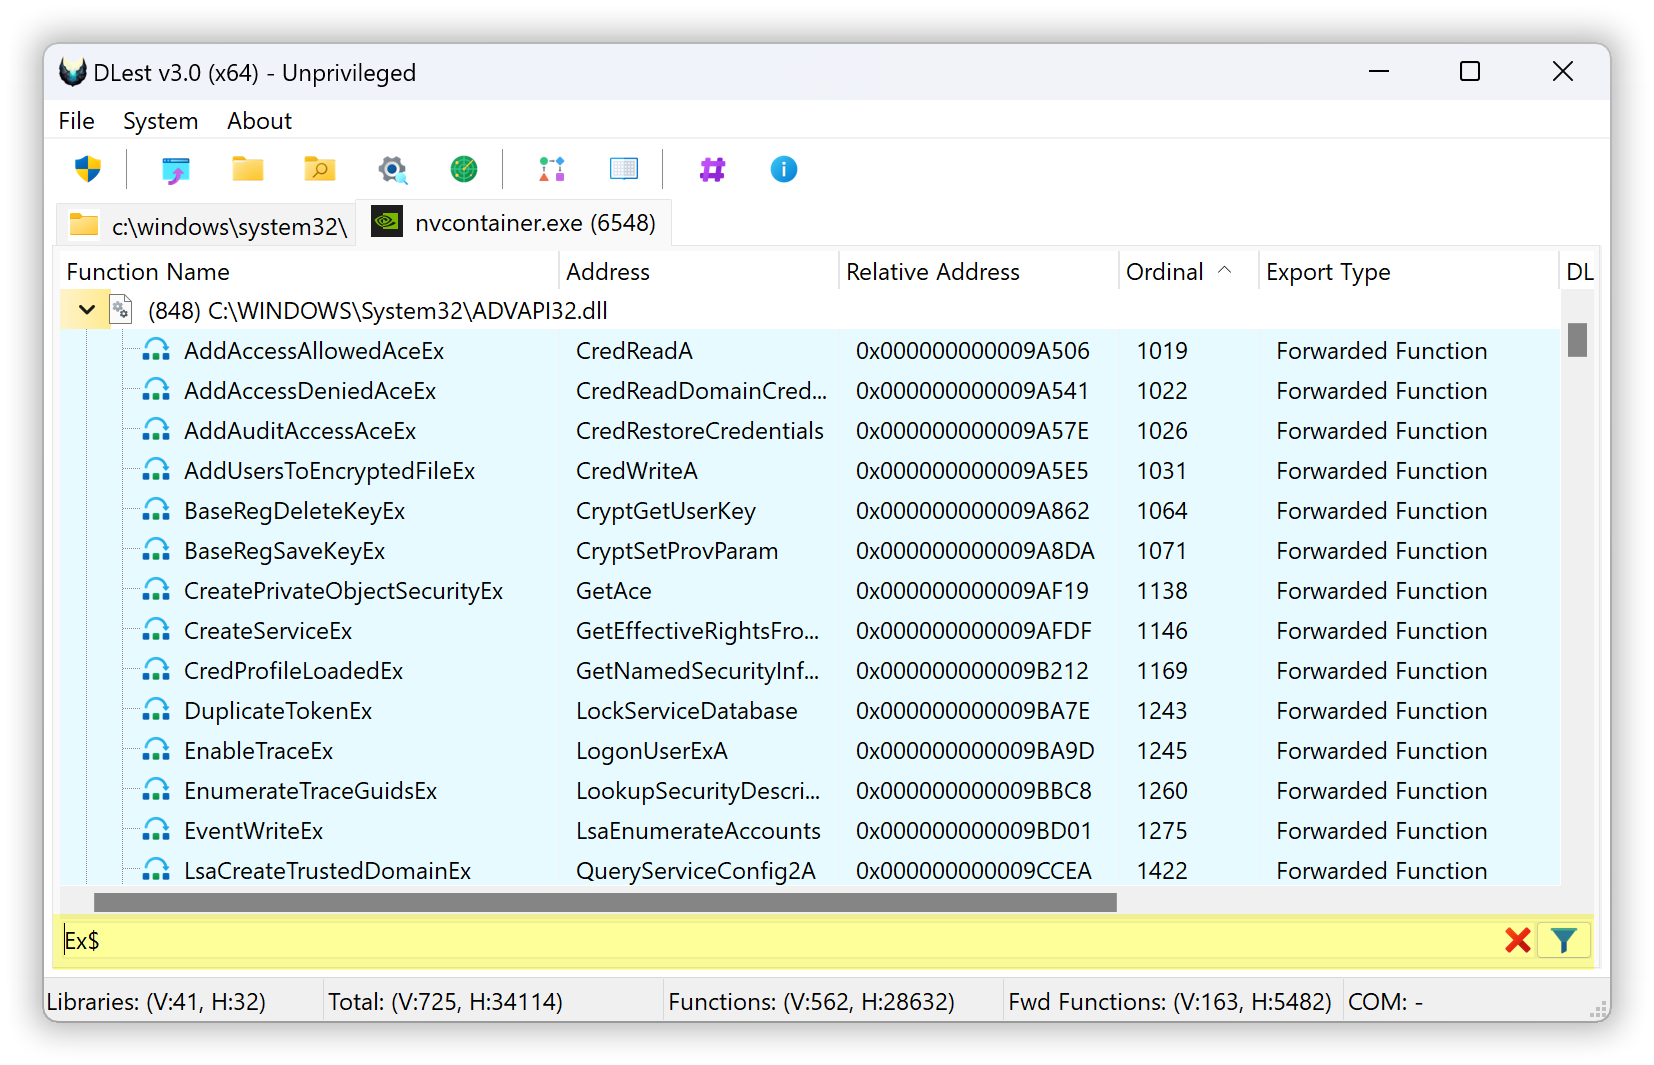 DLest v3.0 (x64) - Unprivileged
File System About
c:\windows\system32\ nvcontainer.exe (6548)
Function Name Address Relative Address Ordinal Export Type DL
(848) C:\WINDOWS\System32\ADVAPI32.dll
AddAccessAllowedAceEx CredReadA 0x000000000009A506 1019 Forwarded Function
AddAccessDeniedAceEx CredReadDomainCred... 0x000000000009A541 1022 Forwarded Function
AddAuditAccessAceEx CredRestoreCredentials 0x000000000009A57E 1026 Forwarded Function
AddUsersToEncryptedFileEx CredWriteA 0x000000000009A5E5 1031 Forwarded Function
BaseRegDeleteKeyEx CryptGetUserKey 0x000000000009A862 1064 Forwarded Function
BaseRegSaveKeyEx CryptSetProvParam 0x000000000009A8DA 1071 Forwarded Function
CreatePrivateObjectSecurityEx GetAce 0x000000000009AF19 1138 Forwarded Function
CreateServiceEx GetEffectiveRightsFro... 0x000000000009AFDF 1146 Forwarded Function
CredProfileLoadedEx GetNamedSecurityInf... 0x000000000009B212 1169 Forwarded Function
DuplicateTokenEx LockServiceDatabase 0x000000000009BA7E 1243 Forwarded Function
EnableTraceEx LogonUserExA 0x000000000009BA9D 1245 Forwarded Function
EnumerateTraceGuidsEx LookupSecurityDescri... 0x000000000009BBC8 1260 Forwarded Function
EventWriteEx LsaEnumerateAccounts 0x000000000009BD01 1275 Forwarded Function
LsaCreateTrustedDomainEx QueryServiceConfig2A 0x000000000009CCEA 1422 Forwarded Function
Ex$
Libraries: (V:41, H:32) Total: (V:725, H:34114) Functions: (V:562, H:28632) Fwd Functions: (V:163, H:5482) COM: -